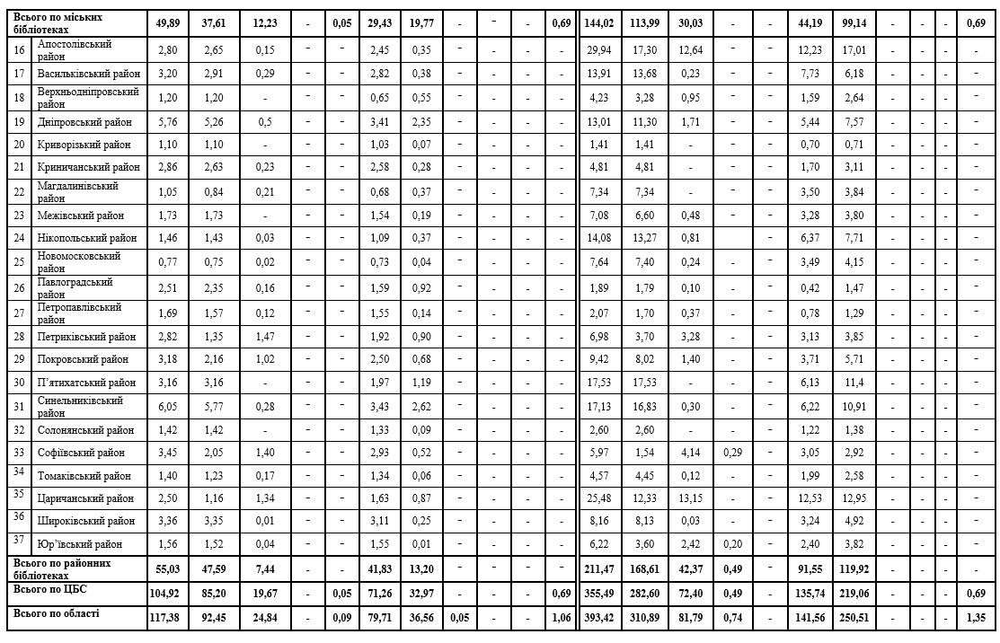 Всього по міських бібліотеках 49,89 37,61 12,23 - 0,05 29,43 19,77 - - - 0,69 144,02 113,99 30,03 - - 44,19 99,14 - - - 0,69
16 Апостолівський район 2,80 2,65 0,15 - - 2,45 0,35 - - - - 29,94 17,30 12,64 - - 12,23 17,01 - - - -
17 Васильківський район 3,20 2,91 0,29 - - 2,82 0,38 - - - - 13,91 13,68 0,23 - - 7,73 6,18 - - - -
18 Верхньодніпровський район 1,20 1,20 - - - 0,65 0,55 - - - - 4,23 3,28 0,95 - - 1,59 2,64 - - - -
19 Дніпровський район 5,76 5,26 0,5 - - 3,41 2,35 - - - - 13,01 11,30 1,71 - - 5,44 7,57 - - - -
20 Криворізький район 1,10 1,10 - - - 1,03 0,07 - - - - 1,41 1,41 - - - 0,70 0,71 - - - -
21 Криничанський район 2,86 2,63 0,23 - - 2,58 0,28 - - - - 4,81 4,81 - - - 1,70 3,11 - - - -
22 Магдалинівський район 1,05 0,84 0,21 - - 0,68 0,37 - - - - 7,34 7,34 - - - 3,50 3,84 - - - -
23 Межівський район 1,73 1,73 - - - 1,54 0,19 - - - - 7,08 6,60 0,48 - - 3,28 3,80 - - - -
24 Нікопольський район 1,46 1,43 0,03 - - 1,09 0,37 - - - - 14,08 13,27 0,81 - 6,37 7,71 - - - -
25 Новомосковський район 0,77 0,75 0,02 - - 0,73 0,04 - - - - 7,64 7,40 0,24 - 3,49 4,15 - - - -
26 Павлоградський район 2,51 2,35 0,16 - - 1,59 0,92 - - - - 1,89 1,79 0,10 - - 0,42 1,47 - - - -
27 Петропавлівський район 1,69 1,57 0,12 - - 1,55 0,14 - - - - 2,07 1,70 0,37 - - 0,78 1,29 - - - -
28 Петриківський район 2,82 1,35 1,47 - - 1,92 0,90 - - - - 6,98 3,70 3,28 - - 3,13 3,85 - - - -
29 Покровський район 3,18 2,16 1,02 - - 2,50 0,68 - - - - 9,42 8,02 1,40 - - 3,71 5,71 - - - -
30 П’ятихатський район 3,16 3,16 - - - 1,97 1,19 - - - - 17,53 17,53 - - - 6,13 11,4 - - - -
31 Синельниківський район 6,05 5,77 0,28 - - 3,43 2,62 - - - - 17,13 16,83 0,30 - - 6,22 10,91 - - - -
32 Солонянський район 1,42 1,42 - - - 1,33 0,09 - - - - 2,60 2,60 - - - 1,22 1,38 - - - -
33 Софіївський район 3,45 2,05 1,40 - - 2,93 0,52 - - - - 5,97 1,54 4,14 0,29 - 3,05 2,92 - - - -
34 Томаківський район 1,40 1,23 0,17 - - 1,34 0,06 - - - - 4,57 4,45 0,12 - - 1,99 2,58 - - - -
35 Царичанський район 2,50 1,16 1,34 - - 1,63 0,87 - - - - 25,48 12,33 13,15 - - 12,53 12,95 - - - -
36 Широківський район 3,36 3,35 0,01 - - 3,11 0,25 - - - - 8,16 8,13 0,03 - - 3,24 4,92 - - - -
37 Юр’ївський район 1,56 1,52 0,04 - - 1,55 0,01 - - - - 6,22 3,60 2,42 0,20 - 2,40 3,82 - - - -
Всього по районних бібліотеках 55,03 47,59 7,44 - - 41,83 13,20 - - - - 211,47 168,61 42,37 0,49 - 91,55 119,92 - - - -
Всього по ЦБС 104,92 85,20 19,67 - 0,05 71,26 32,97 - - - 0,69 355,49 282,60 72,40 0,49 - 135,74 219,06 - - - 0,69
Всього по області 117,38 92,45 24,84 - 0,09 79,71 36,56 0,05 - - 1,06 393,42 310,89 81,79 0,74 - 141,56 250,51 - - - 1,35